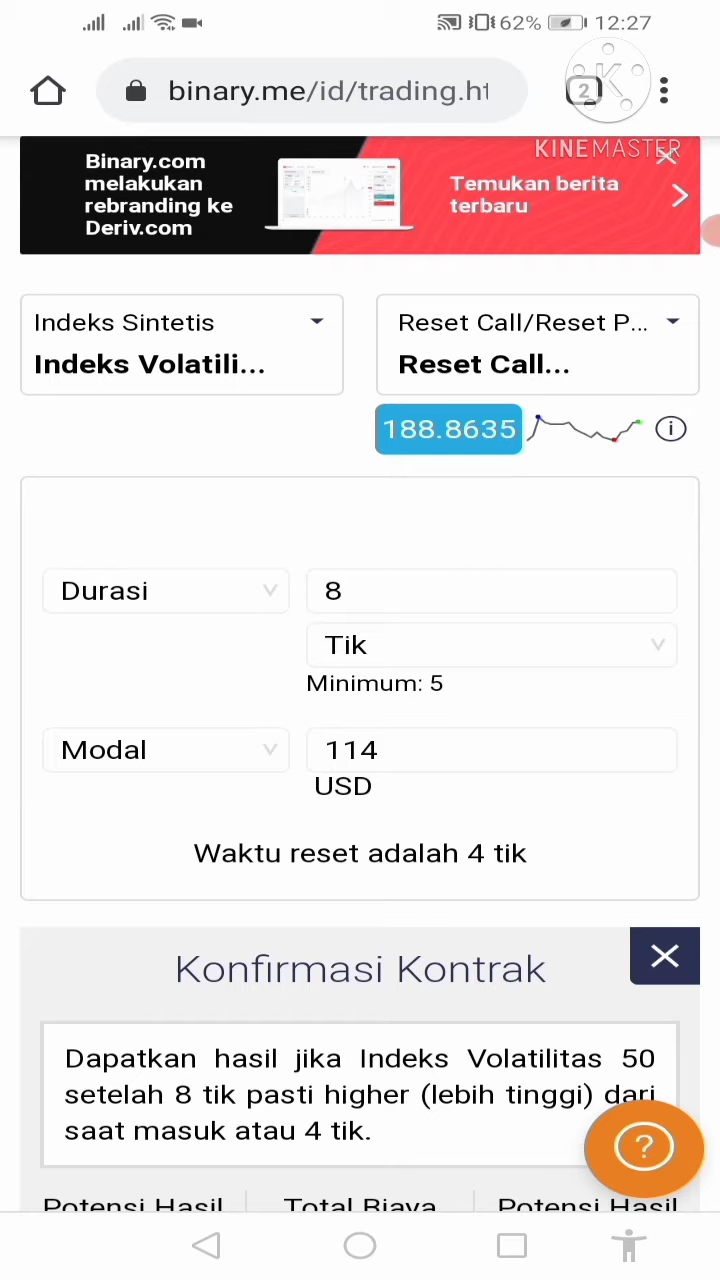 62% 12:27
binary.me/id/trading.ht
2
K
KINEMASTER
Binary.com
melakukan
rebranding ke
Deriv.com
Temukan berita
terbaru
Indeks Sintetis
Indeks Volatili...
Reset Call/Reset P...
Reset Call...
188.8635
i
Durasi
8
Tik
Minimum: 5
Modal
114
USD
Waktu reset adalah 4 tik
Konfirmasi Kontrak
Dapatkan hasil jika Indeks Volatilitas 50
setelah 8 tik pasti higher (lebih tinggi) dari
saat masuk atau 4 tik.
?
Potensi Hasil
Total Biaya
Potensi Hasil